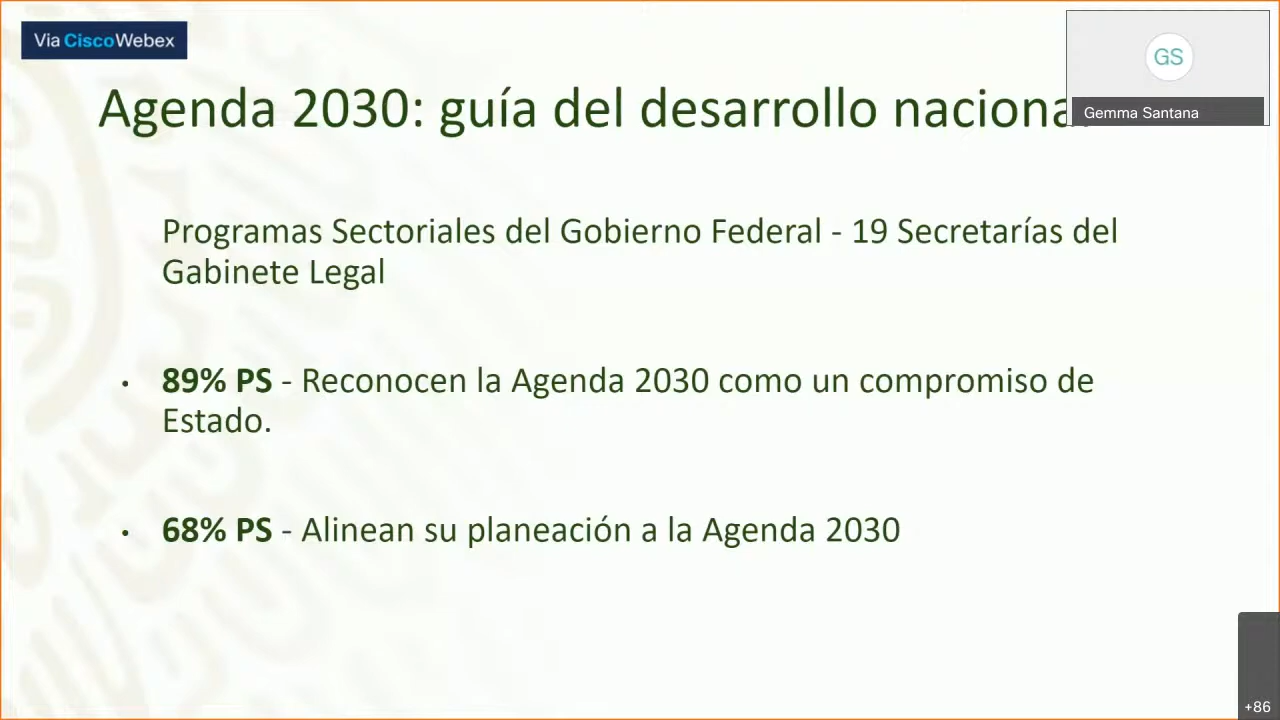 Via CiscoWebex
GS
Gemma Santana
Agenda 2030: guía del desarrollo naciona
Programas Sectoriales del Gobierno Federal - 19 Secretarías del
Gabinete Legal
• 89% PS - Reconocen la Agenda 2030 como un compromiso de
Estado.
• 68% PS - Alinean su planeación a la Agenda 2030
+86